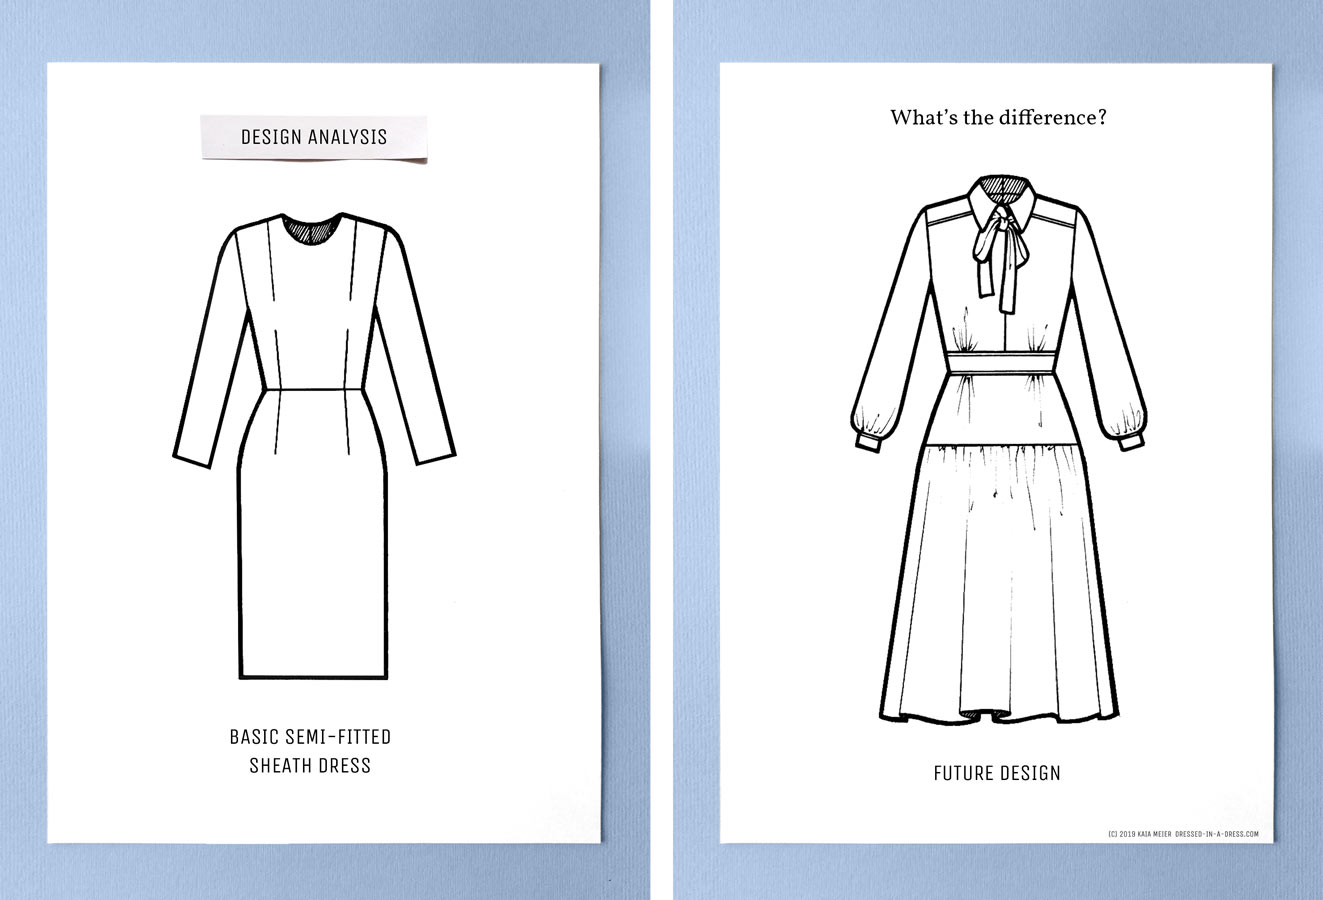 DESIGN ANALYSIS
BASIC SEMI-FITTED
SHEATH DRESS
What's the difference?
FUTURE DESIGN
(C) 2019 KAIA MEIER DRESSED-IN-A-DRESS.COM